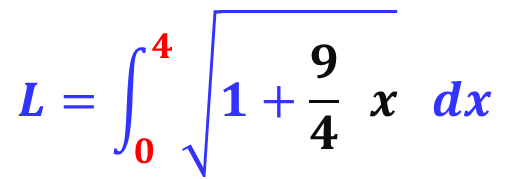 L = ∫₀⁴ √(1 + 9/4 x) dx